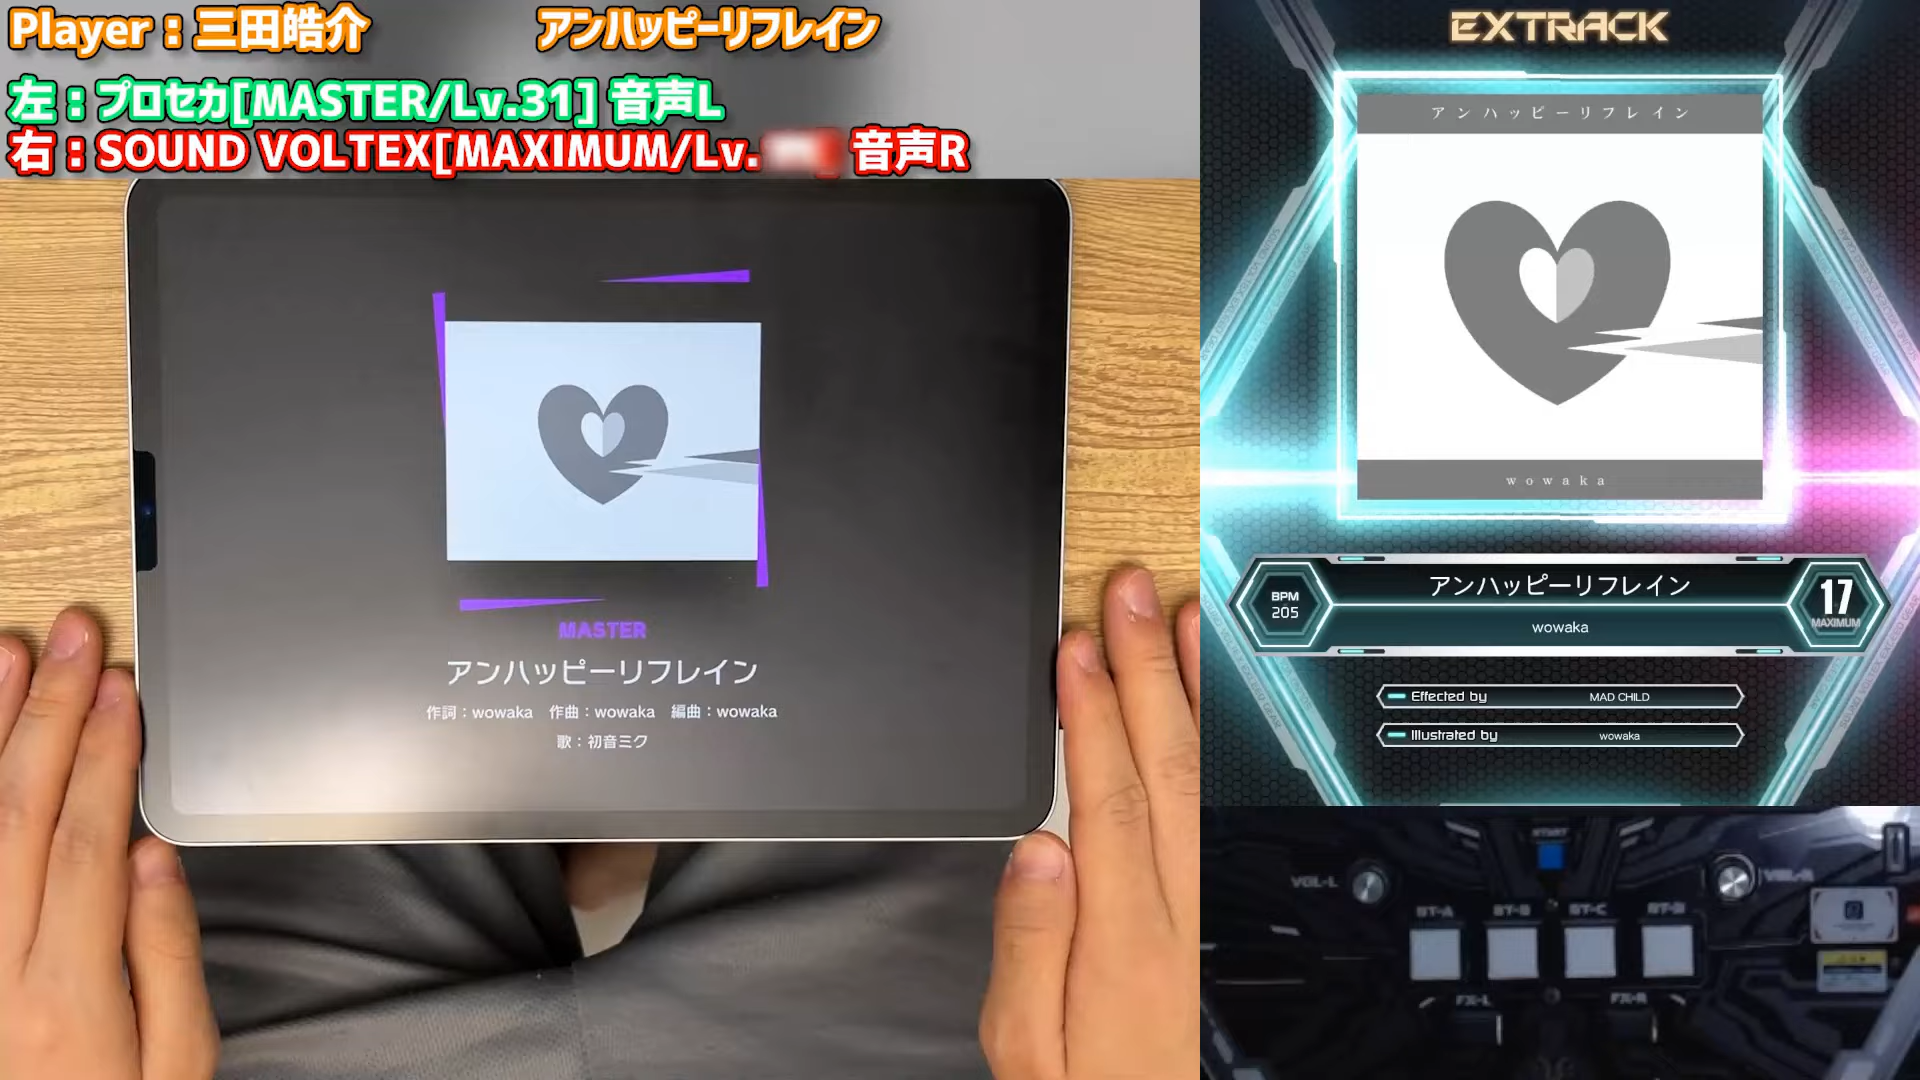 Player：三田皓介
アンハッピーリフレイン
左：プロセカ[MASTER/Lv.31] 音声L
右：SOUND VOLTEX[MAXIMUM/Lv. ] 音声R
MASTER
アンハッピーリフレイン
作詞：wowaka 作曲：wowaka 編曲：wowaka
歌：初音ミク
EXTRACK
アンハッピーリフレイン
wowaka
BPM
205
アンハッピーリフレイン
wowaka
17
MAXIMUM
Effected by MAD CHILD
Illustrated by wowaka
START
VOL-L
VOL-R
BT-A
BT-B
BT-C
BT-D
FX-L
FX-R